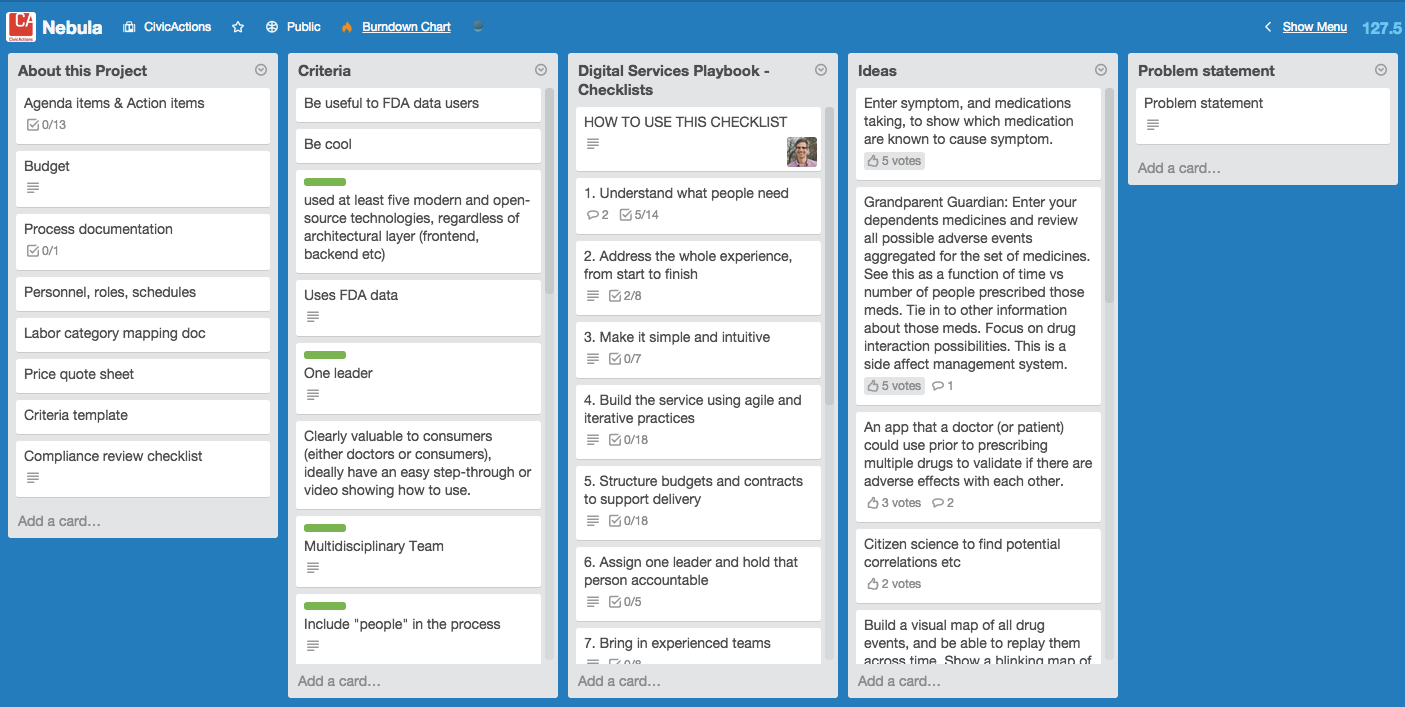 CA
CivicActions
Nebula
CivicActions
Public
Burndown Chart
Show Menu
127.5
About this Project
Agenda items & Action items
0/13
Budget
Process documentation
0/1
Personnel, roles, schedules
Labor category mapping doc
Price quote sheet
Criteria template
Compliance review checklist
Add a card...
Criteria
Be useful to FDA data users
Be cool
used at least five modern and open-
source technologies, regardless of
architectural layer (frontend,
backend etc)
Uses FDA data
One leader
Clearly valuable to consumers
(either doctors or consumers),
ideally have an easy step-through or
video showing how to use.
Multidisciplinary Team
Include "people" in the process
Add a card...
Digital Services Playbook -
Checklists
HOW TO USE THIS CHECKLIST
1. Understand what people need
2 5/14
2. Address the whole experience,
from start to finish
2/8
3. Make it simple and intuitive
0/7
4. Build the service using agile and
iterative practices
0/18
5. Structure budgets and contracts
to support delivery
0/18
6. Assign one leader and hold that
person accountable
0/5
7. Bring in experienced teams
Add a card...
Ideas
Enter symptom, and medications
taking, to show which medication
are known to cause symptom.
5 votes
Grandparent Guardian: Enter your
dependents medicines and review
all possible adverse events
aggregated for the set of medicines.
See this as a function of time vs
number of people prescribed those
meds. Tie in to other information
about those meds. Focus on drug
interaction possibilities. This is a
side affect management system.
5 votes 1
An app that a doctor (or patient)
could use prior to prescribing
multiple drugs to validate if there are
adverse effects with each other.
3 votes 2
Citizen science to find potential
correlations etc
2 votes
Build a visual map of all drug
events, and be able to replay them
across time. Show a blinking map of
Add a card...
Problem statement
Problem statement
Add a card...